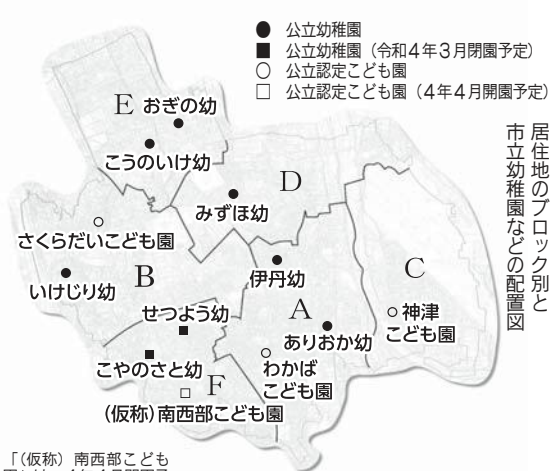 ● 公立幼稚園
■ 公立幼稚園（令和4年3月閉園予定）
○ 公立認定こども園
□ 公立認定こども園（4年4月開園予定）
居住地のブロック別と
市立幼稚園などの配置図
E
おぎの幼
こうのいけ幼
D
みずほ幼
さくらだいこども園
B
いけじり幼
伊丹幼
C
神津
こども園
A
ありおか幼
わかば
こども園
せつよう幼
こやのさと幼
F
（仮称）南西部こども園
「（仮称）南西部こども